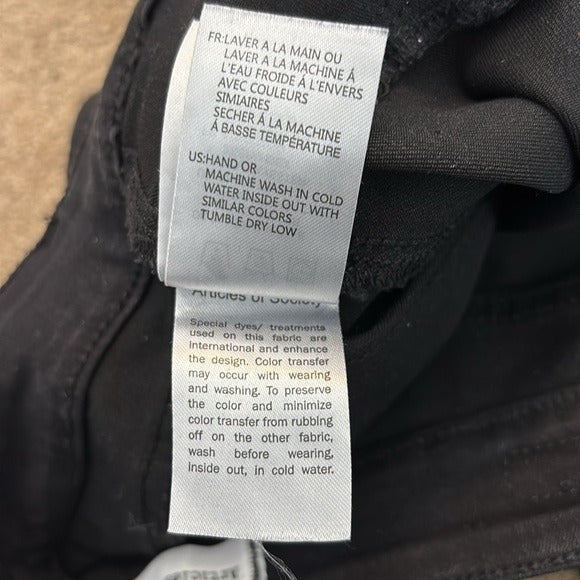 FR:LAVER A LA MAIN OU
LAVER A LA MACHINE À
L'EAU FROIDE À L'ENVERS
AVEC COULEURS
SIMIAIRES
SECHER À LA MACHINE
À BASSE TEMPÉRATURE
US:HAND OR
MACHINE WASH IN COLD
WATER INSIDE OUT WITH
SIMILAR COLORS
TUMBLE DRY LOW
Articles of Society
Special dyes/ treatments
used on this fabric are
International and enhance
the design. Color transfer
may occur with wearing
and washing. To preserve
the color and minimize
color transfer from rubbing
off on the other fabric,
wash before wearing,
Inside out, in cold water.